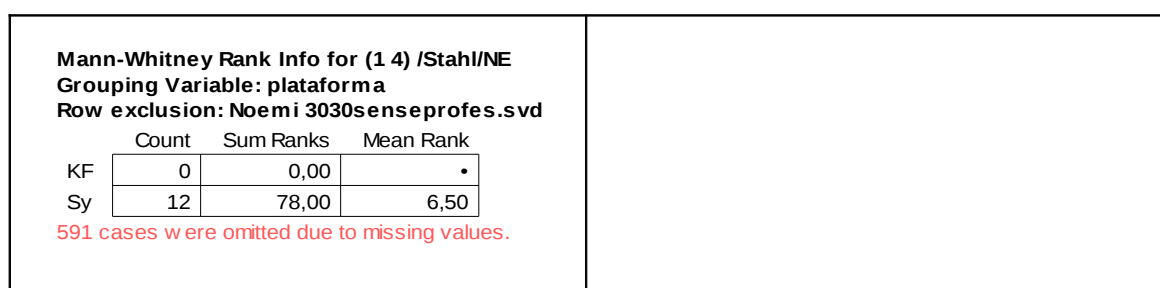 Mann-Whitney Rank Info for (1 4) /Stahl/NE
Grouping Variable: plataforma
Row exclusion: Noemi 3030senseprofes.svd
Count Sum Ranks Mean Rank
KF 0 0,00 •
Sy 12 78,00 6,50
591 cases were omitted due to missing values.